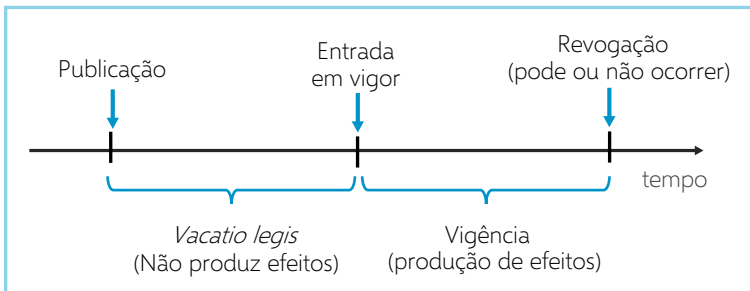 Publicação
Entrada
em vigor
Revogação
(pode ou não ocorrer)
tempo
Vacatio legis
(Não produz efeitos)
Vigência
(produção de efeitos)